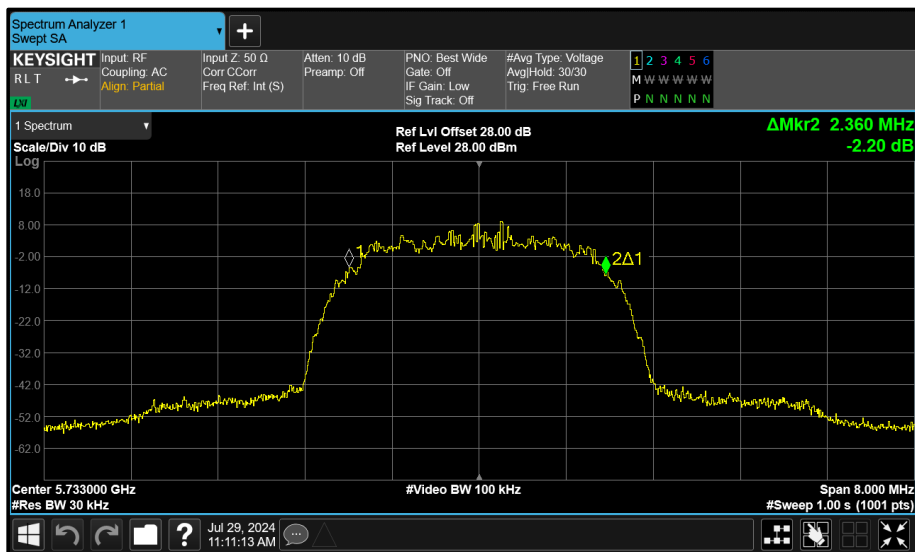 Spectrum Analyzer 1
Swept SA
+
KEYSIGHT
RLT
LXI
Input: RF
Coupling: AC
Align: Partial
Input Z: 50 Ω
Corr CCorr
Freq Ref: Int (S)
Atten: 10 dB
Preamp: Off
PNO: Best Wide
Gate: Off
IF Gain: Low
Sig Track: Off
#Avg Type: Voltage
Avg|Hold: 30/30
Trig: Free Run
1 2 3 4 5 6
M W W W W W
P N N N N N
1 Spectrum
Scale/Div 10 dB
Ref Lvl Offset 28.00 dB
Ref Level 28.00 dBm
ΔMkr2 2.360 MHz
-2.20 dB
Log
18.0
8.00
-2.00
-12.0
-22.0
-32.0
-42.0
-52.0
-62.0
1
2Δ1
Center 5.733000 GHz
#Res BW 30 kHz
#Video BW 100 kHz
Span 8.000 MHz
#Sweep 1.00 s (1001 pts)
?
Jul 29, 2024
11:11:13 AM